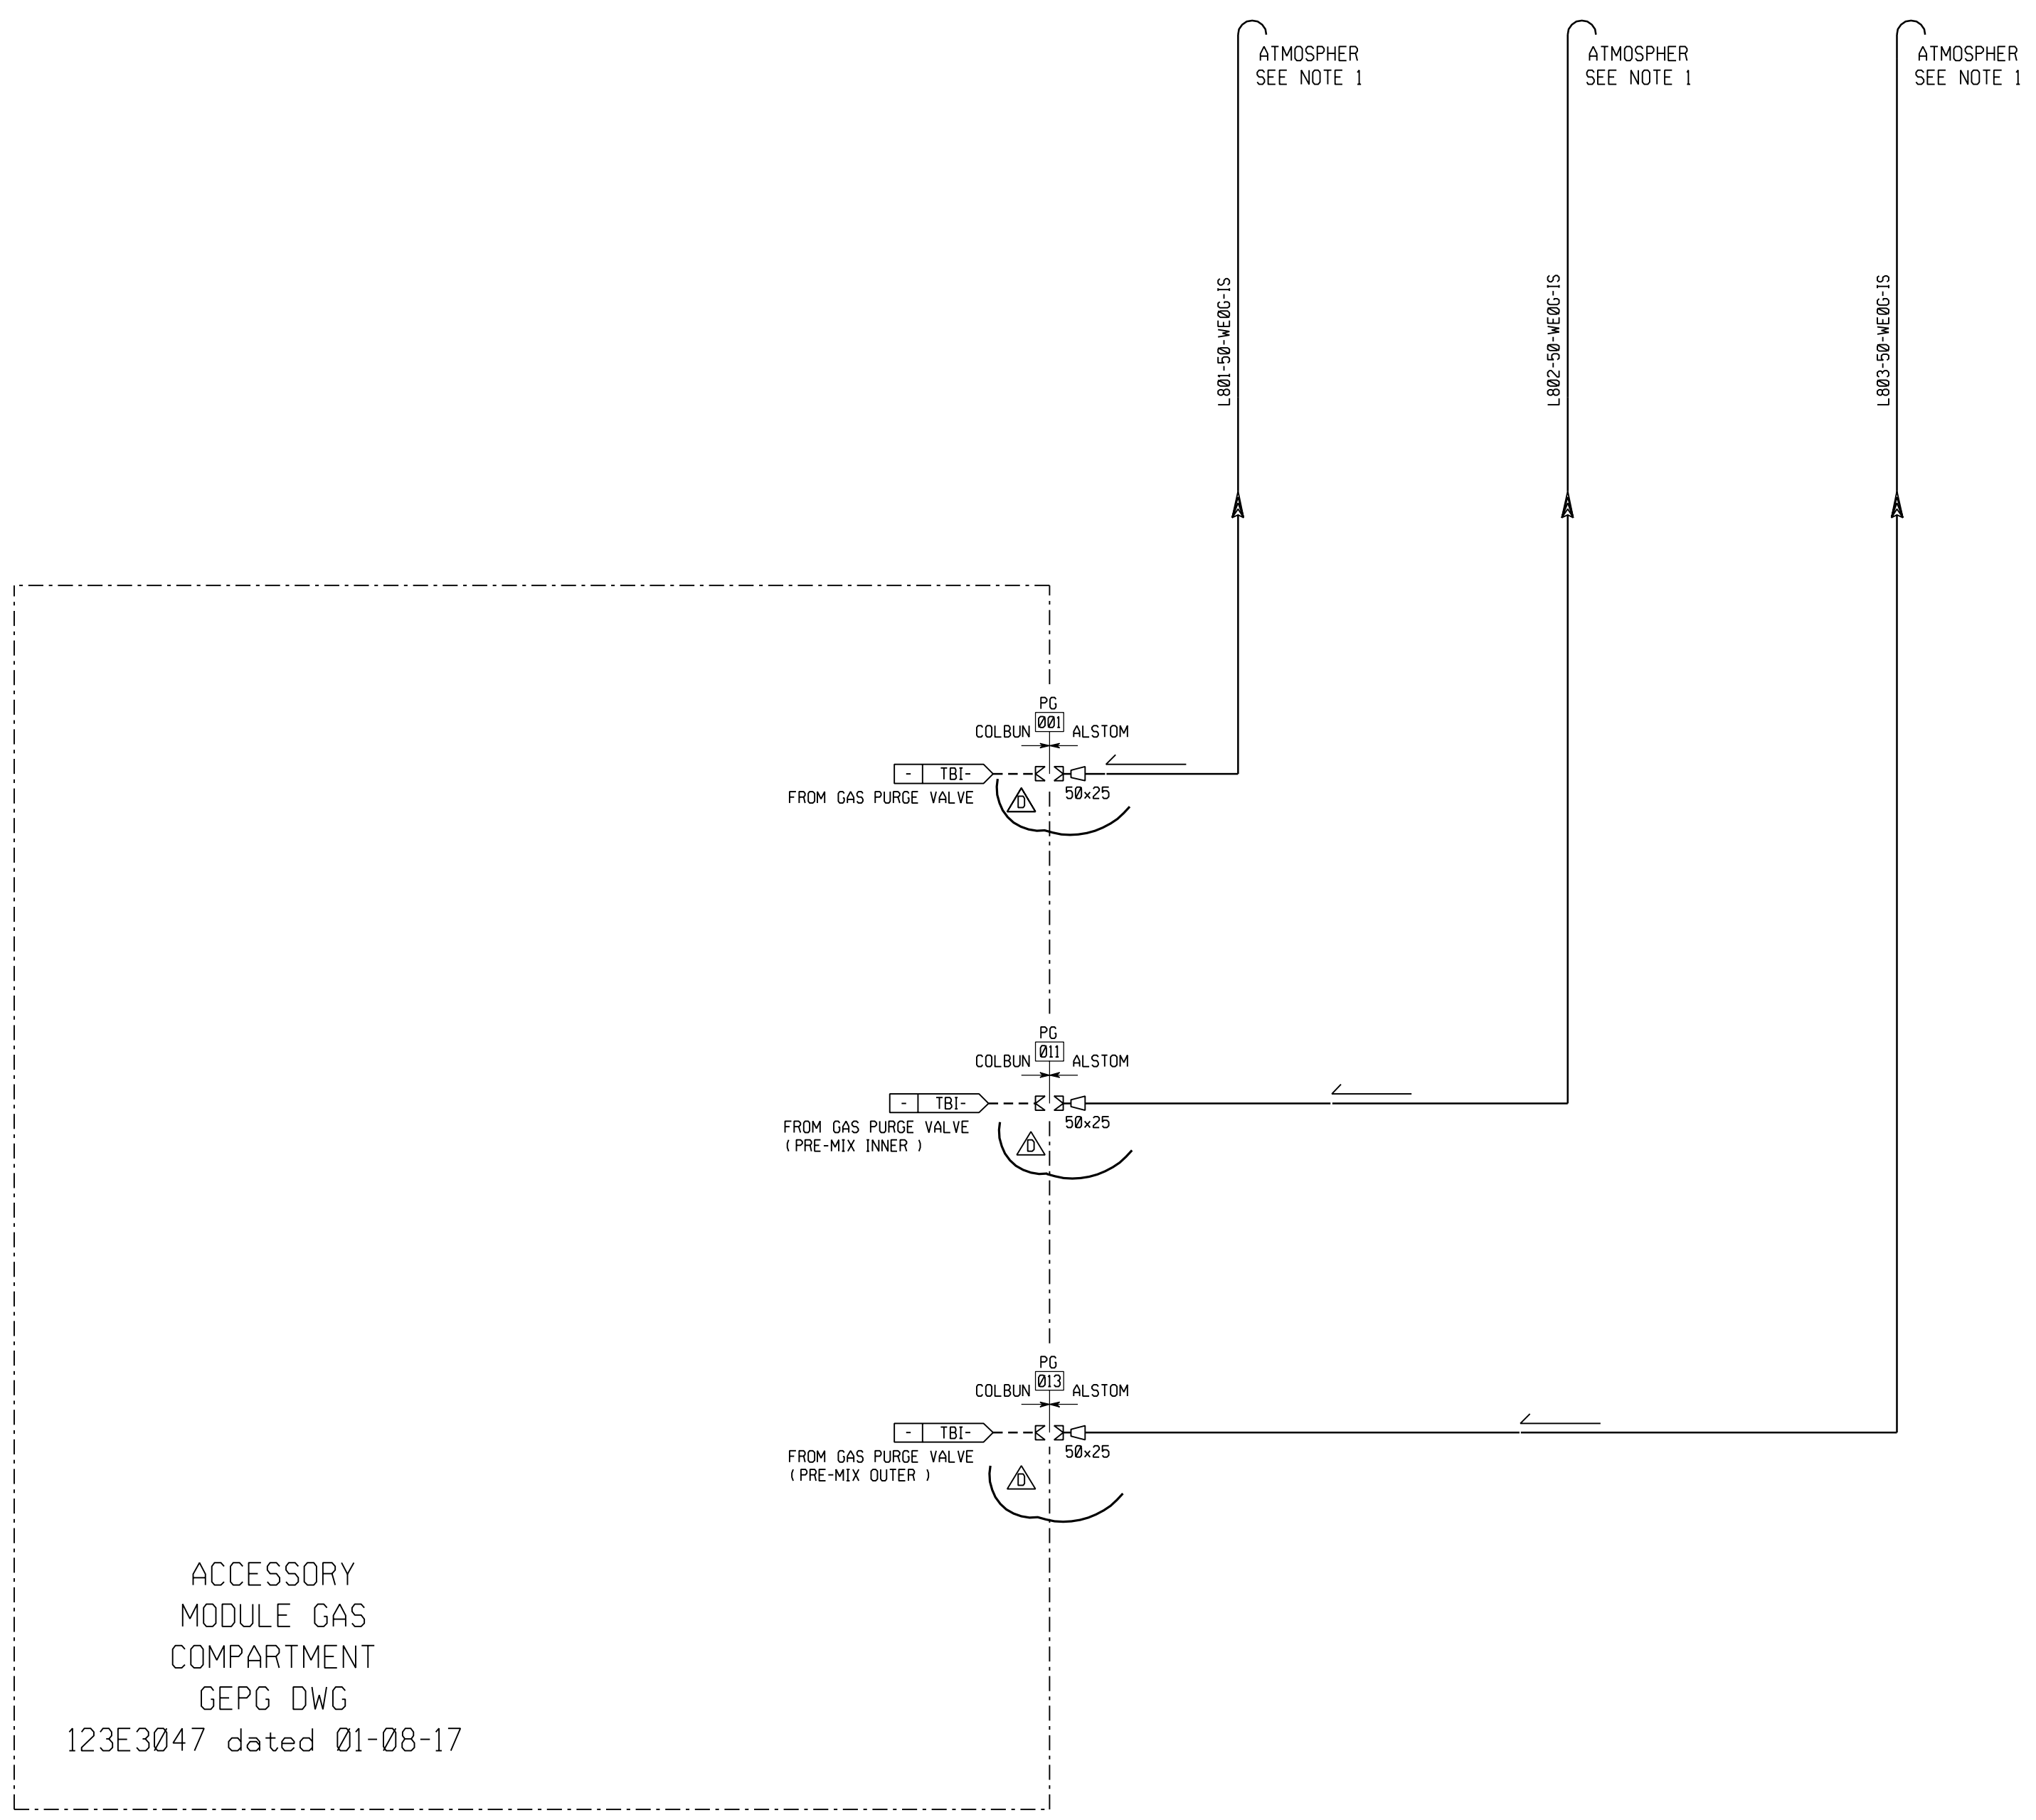 ATMOSPHER
SEE NOTE 1
ATMOSPHER
SEE NOTE 1
ATMOSPHER
SEE NOTE 1
L801-50-WE0G-IS
L802-50-WE0G-IS
L803-50-WE0G-IS
PG
001
COLBUN
ALSTOM
- TBI-
FROM GAS PURGE VALVE
D
50x25
PG
011
COLBUN
ALSTOM
- TBI-
FROM GAS PURGE VALVE
( PRE-MIX INNER )
D
50x25
PG
013
COLBUN
ALSTOM
- TBI-
FROM GAS PURGE VALVE
( PRE-MIX OUTER )
D
50x25
ACCESSORY
MODULE GAS
COMPARTMENT
GEPG DWG
123E3047 dated 01-08-17